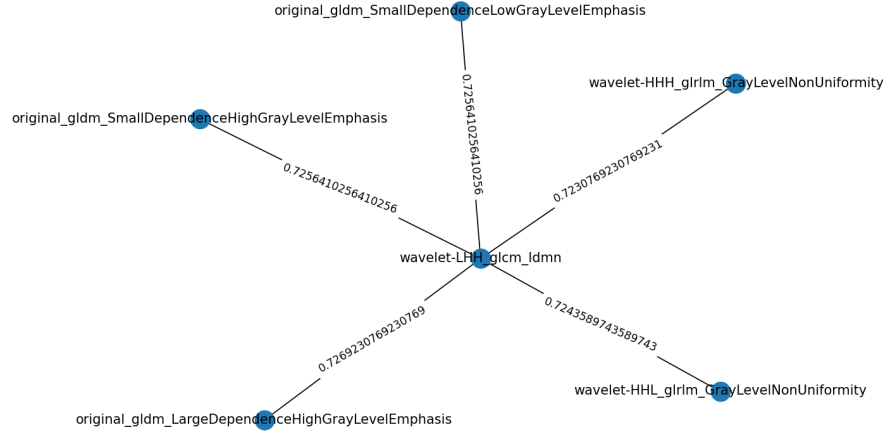 original_gldm_SmallDependenceLowGrayLevelEmphasis
wavelet-HHH_glrlm_GrayLevelNonUniformity
original_gldm_SmallDependenceHighGrayLevelEmphasis
0.7256410256410256
0.7230769230769231
0.7256410256410256
wavelet-LHH_glcm_Idmn
0.7269230769230769
0.7243589743589743
wavelet-HHL_glrlm_GrayLevelNonUniformity
original_gldm_LargeDependenceHighGrayLevelEmphasis